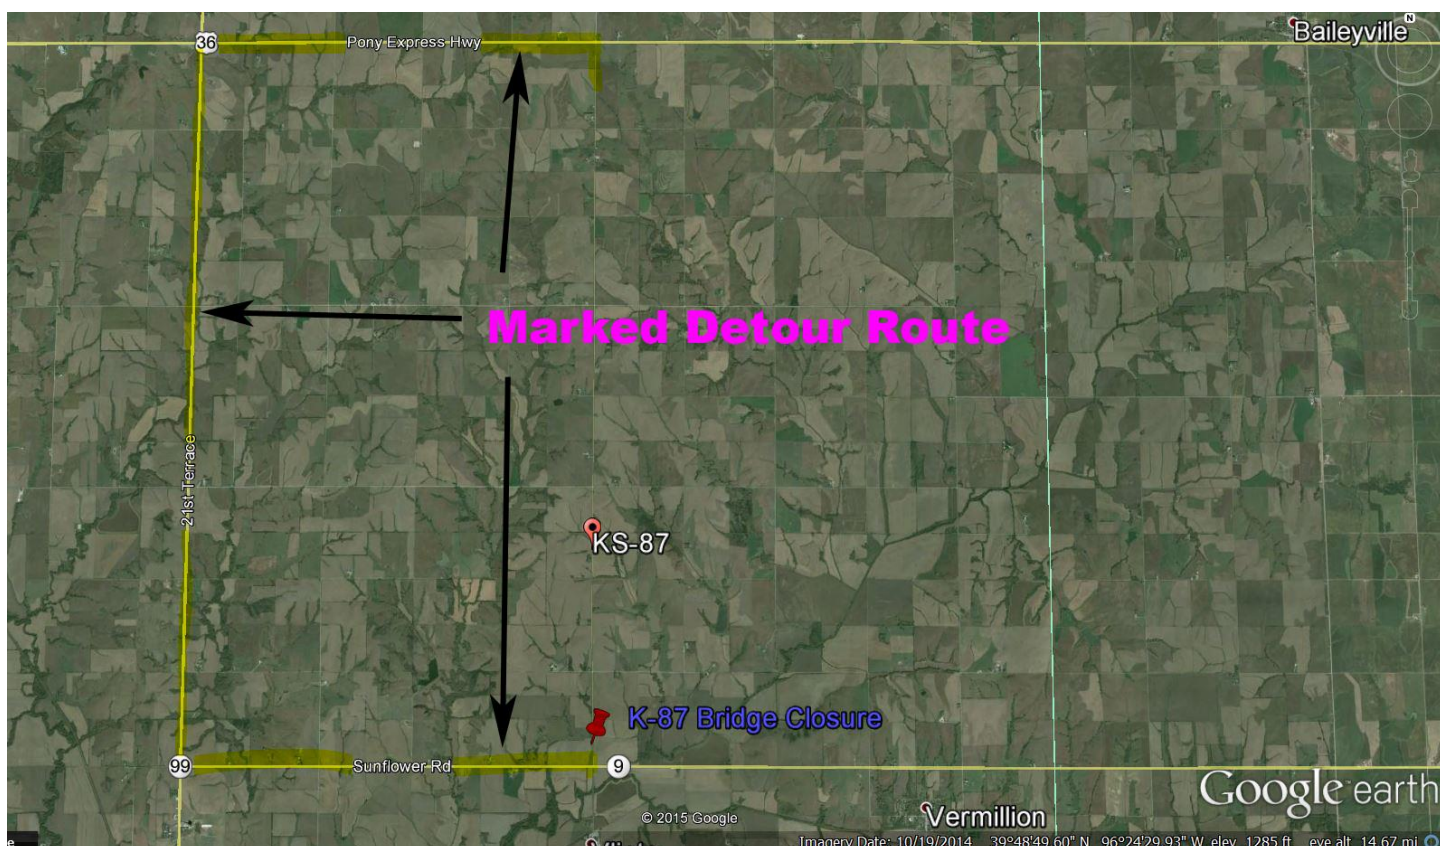 Baileyville
N
36
Pony Express Hwy
Marked Detour Route
21st Terrace
KS-87
K-87 Bridge Closure
99
Sunflower Rd
9
Google earth
© 2015 Google
Vermillion
Imagery Date: 10/19/2014 39°48'49.60" N 96°24'29.93" W elev 1285 ft eye alt 14.67 mi